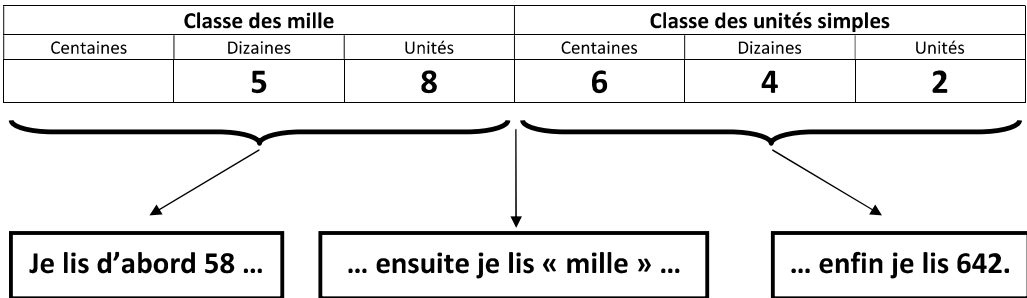 Classe des mille Classe des unités simples
Centaines Dizaines Unités Centaines Dizaines Unités
5 8 6 4 2
Je lis d’abord 58 … … ensuite je lis « mille » … … enfin je lis 642.